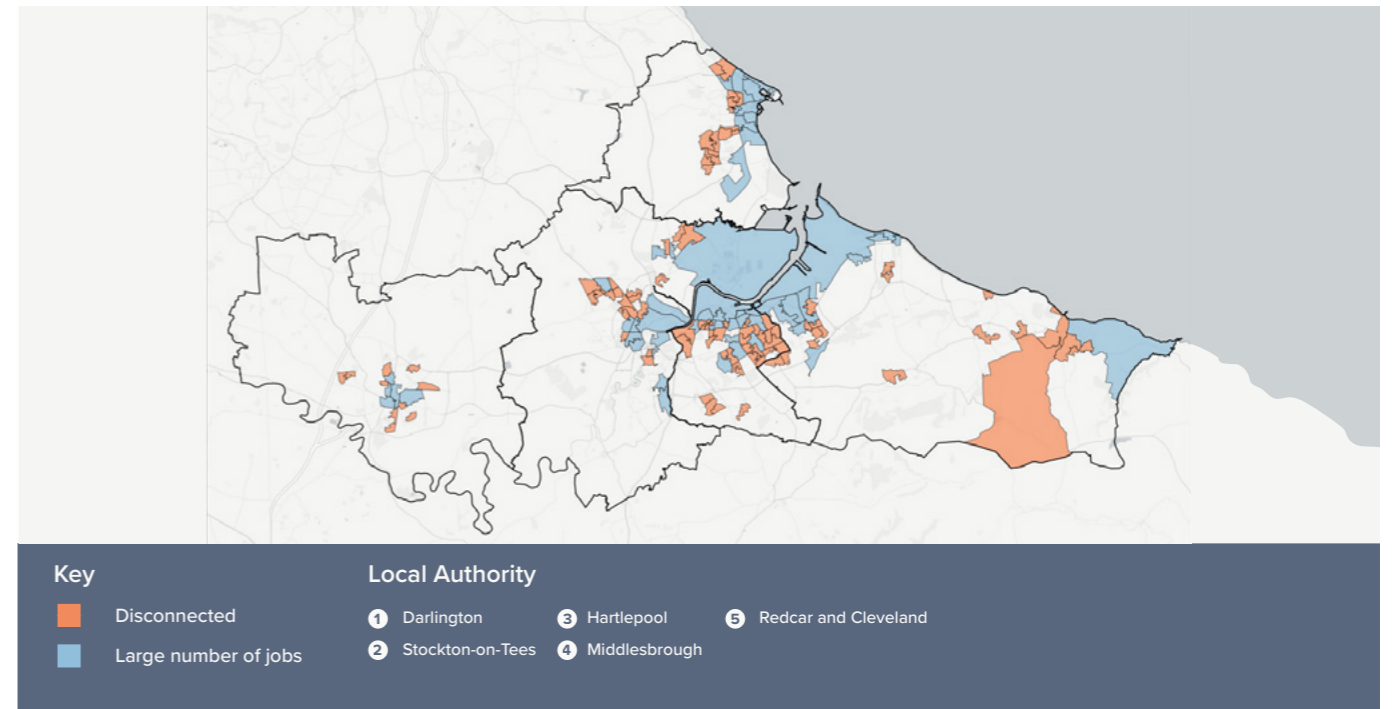 Key
Disconnected
Large number of jobs
Local Authority
1 Darlington
2 Stockton-on-Tees
3 Hartlepool
4 Middlesbrough
5 Redcar and Cleveland